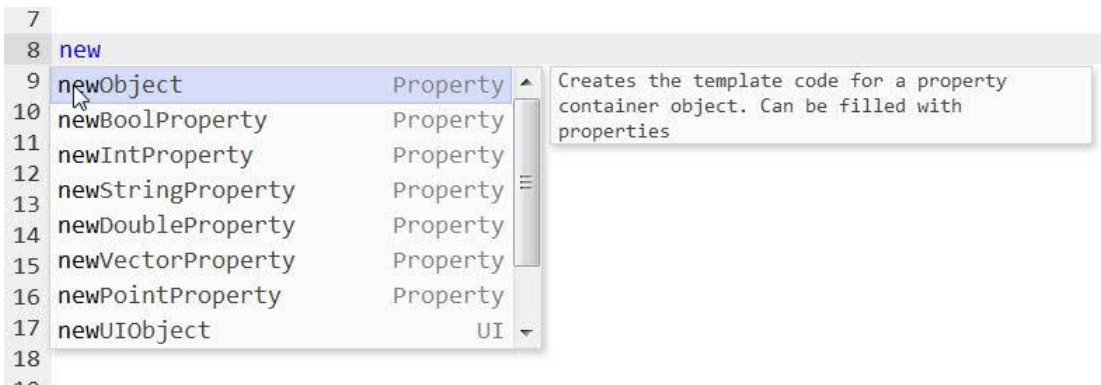 7
8 new
9 newObject Property
Creates the template code for a property
container object. Can be filled with
properties
10 newBoolProperty Property
11 newIntProperty Property
12
13 newStringProperty Property
14 newDoubleProperty Property
15 newVectorProperty Property
16 newPointProperty Property
17 newUIObject UI
18